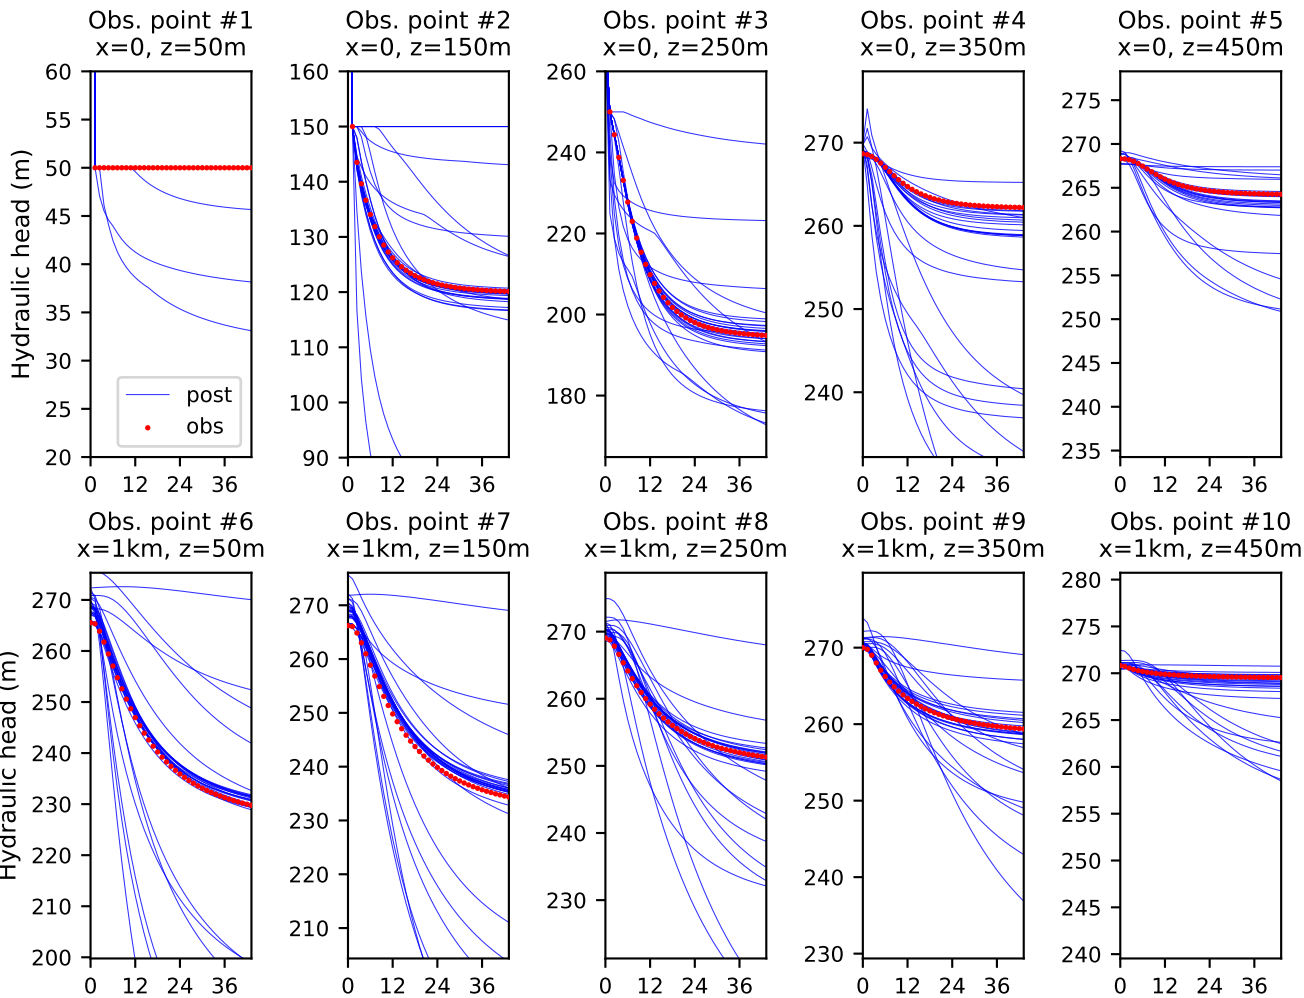 Obs. point #1
x=0, z=50m
Obs. point #2
x=0, z=150m
Obs. point #3
x=0, z=250m
Obs. point #4
x=0, z=350m
Obs. point #5
x=0, z=450m
Hydraulic head (m)
60
55
50
45
40
35
30
25
20
0 12 24 36
post
obs
160
150
140
130
120
110
100
90
0 12 24 36
260
240
220
200
180
0 12 24 36
270
260
250
240
0 12 24 36
275
270
265
260
255
250
245
240
235
0 12 24 36
Obs. point #6
x=1km, z=50m
Obs. point #7
x=1km, z=150m
Obs. point #8
x=1km, z=250m
Obs. point #9
x=1km, z=350m
Obs. point #10
x=1km, z=450m
Hydraulic head (m)
270
260
250
240
230
220
210
200
0 12 24 36
270
260
250
240
230
220
210
0 12 24 36
270
260
250
240
230
0 12 24 36
270
260
250
240
230
0 12 24 36
280
275
270
265
260
255
250
245
240
0 12 24 36